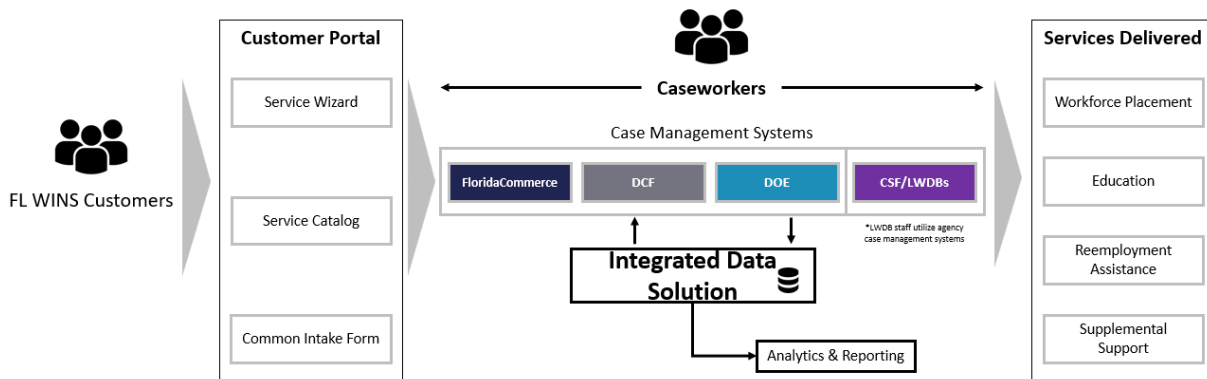 FL WINS Customers
Customer Portal
Service Wizard
Service Catalog
Common Intake Form
Caseworkers
Case Management Systems
FloridaCommerce
DCF
DOE
CSF/LWDBs
*LWDB staff utilize agency
case management systems
Integrated Data
Solution
Analytics & Reporting
Services Delivered
Workforce Placement
Education
Reemployment
Assistance
Supplemental
Support